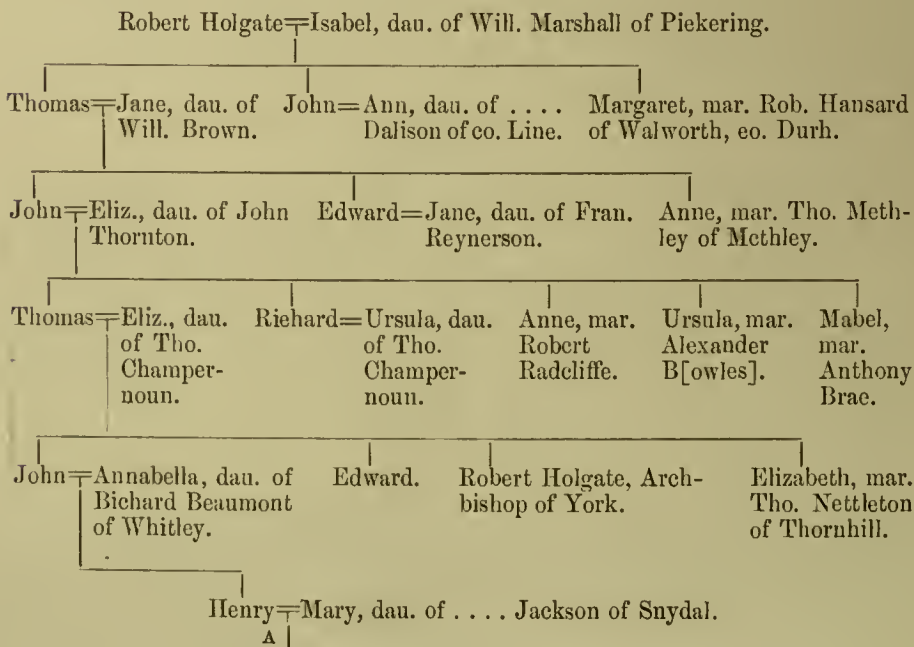 Robert Holgate=Isabel, dau. of Will. Marshall of Piekering.
Thomas=Jane, dau. of
Will. Brown.
John=Ann, dau. of . . . .
Dalison of co. Line.
Margaret, mar. Rob. Hansard
of Walworth, eo. Durh.
John=Eliz., dau. of John
Thornton.
Edward=Jane, dau. of Fran.
Reynerson.
Anne, mar. Tho. Meth-
ley of Methley.
Thomas=Eliz., dau.
of Tho.
Champer-
noun.
Riehard=Ursula, dau.
of Tho.
Champer-
noun.
Anne, mar.
Robert
Radcliffe.
Ursula, mar.
Alexander
B[owles].
Mabel,
mar.
Anthony
Brae.
John=Annabella, dau. of
Bichard Beaumont
of Whitley.
Edward.
Robert Holgate, Arch-
bishop of York.
Elizabeth, mar.
Tho. Nettleton
of Thornhill.
Henry=Mary, dau. of . . . . Jackson of Snydal.
A